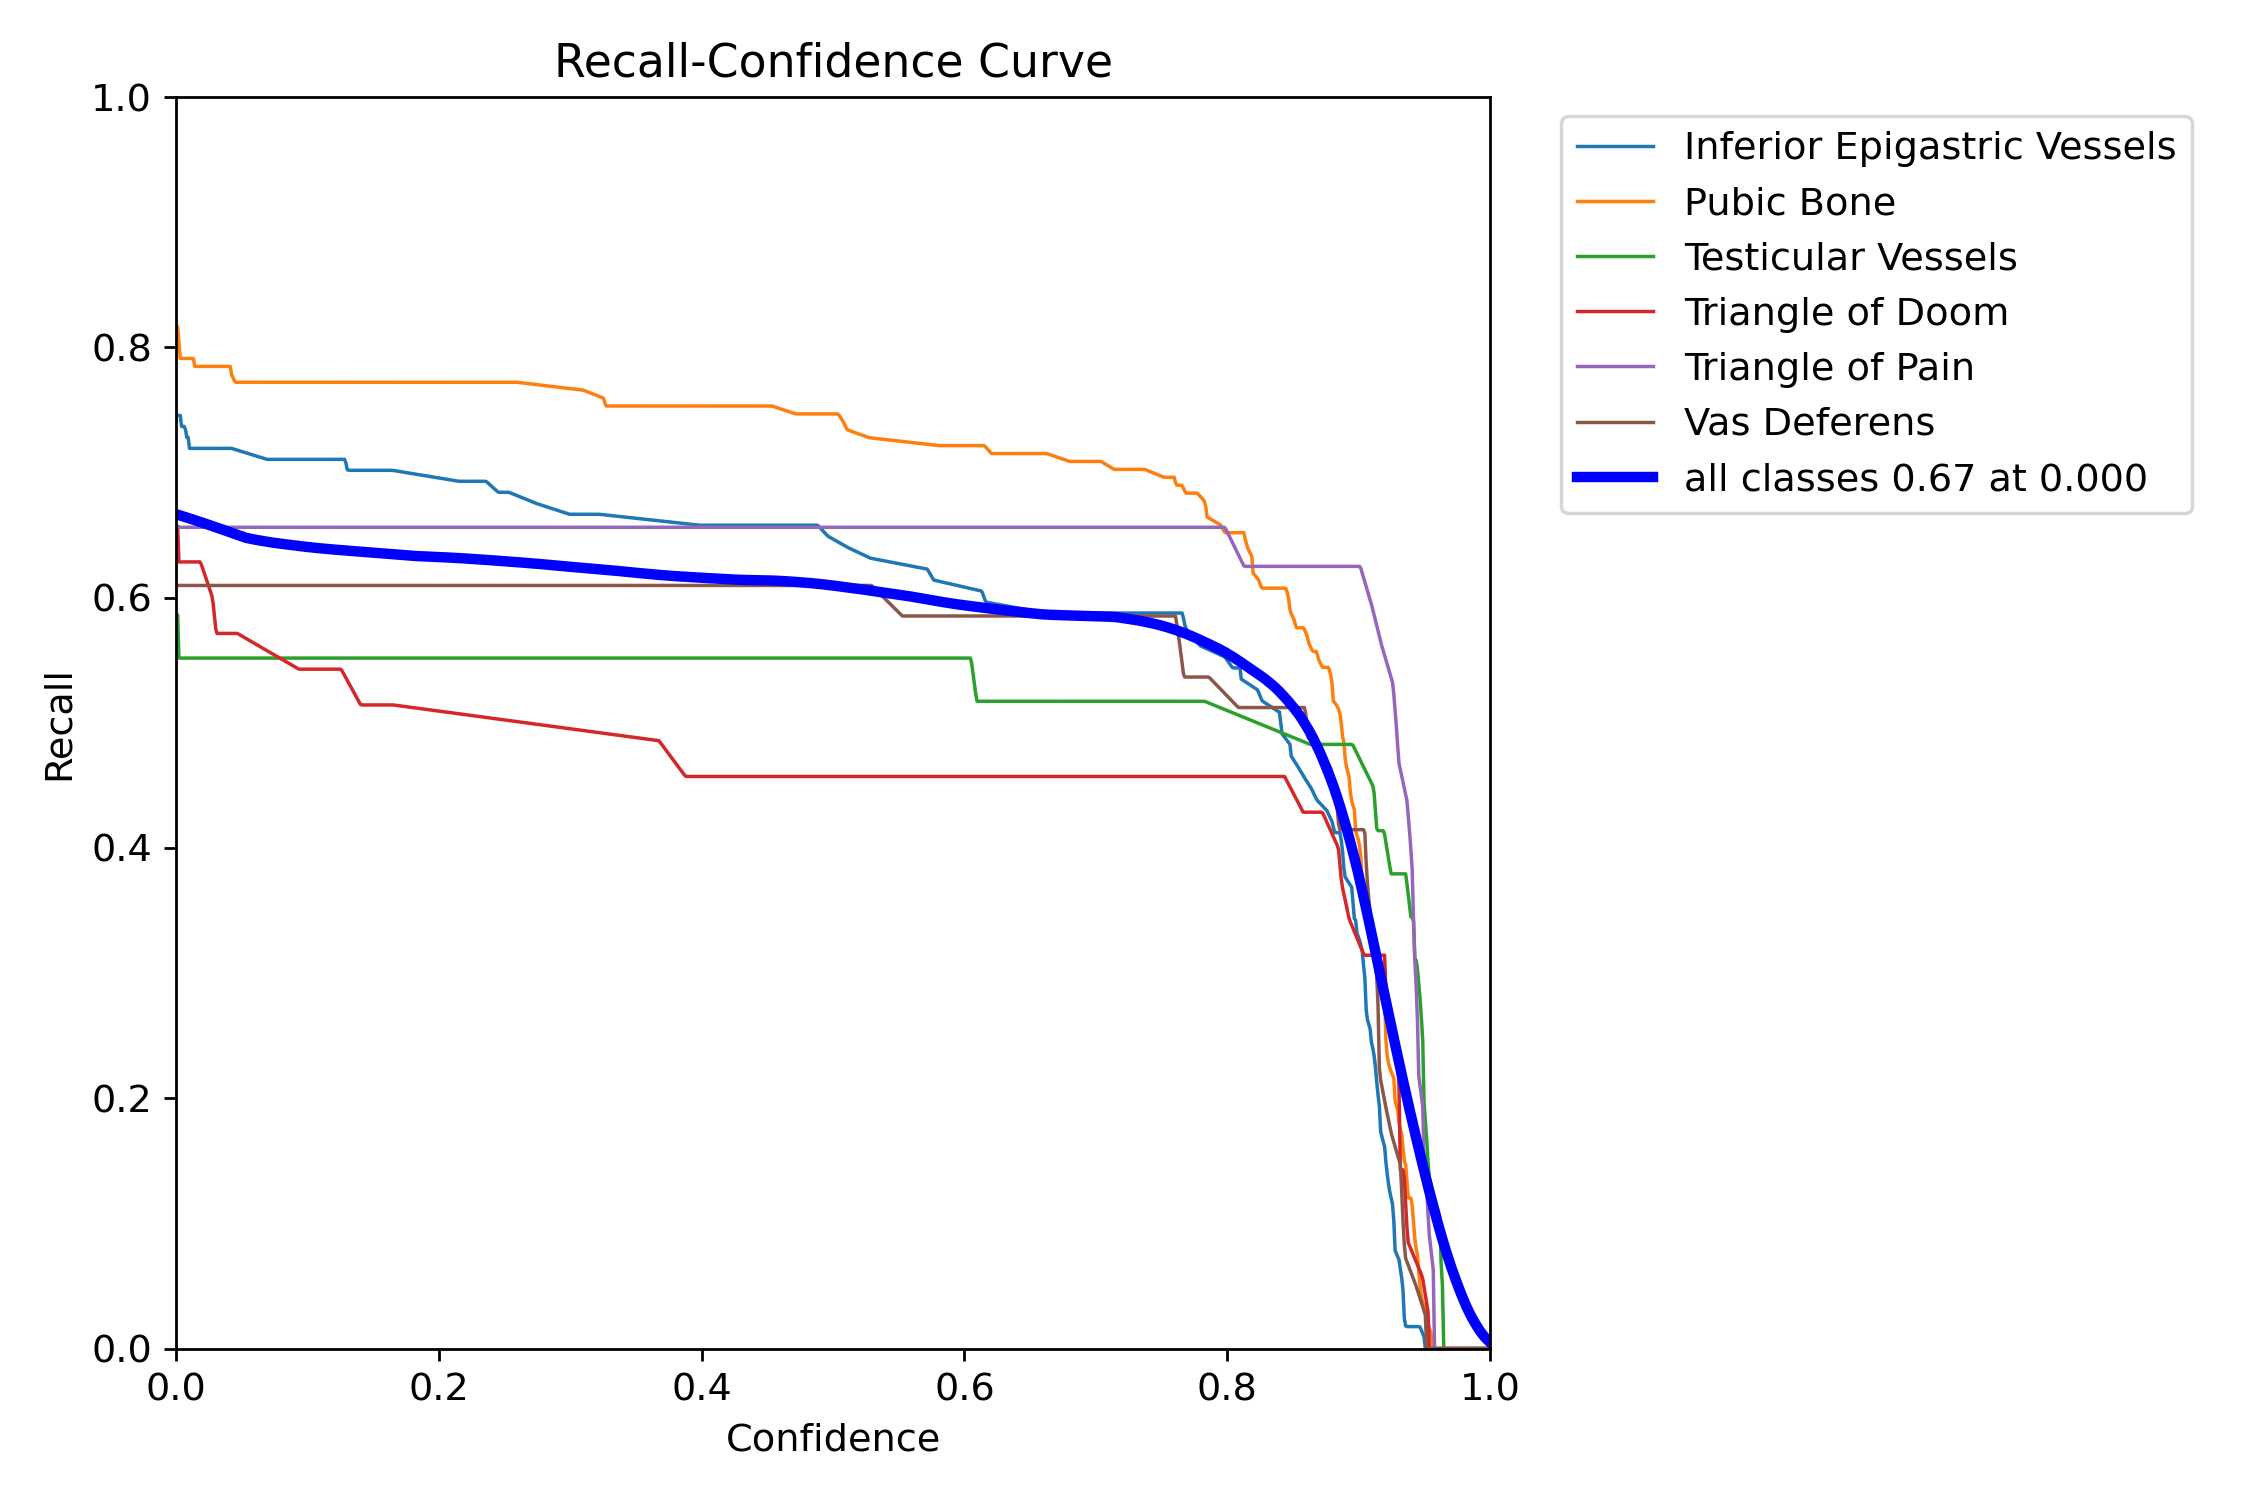 Recall-Confidence Curve
1.0
0.8
0.6
0.4
0.2
0.0
Recall
0.0 0.2 0.4 0.6 0.8 1.0
Confidence
Inferior Epigastric Vessels
Pubic Bone
Testicular Vessels
Triangle of Doom
Triangle of Pain
Vas Deferens
all classes 0.67 at 0.000